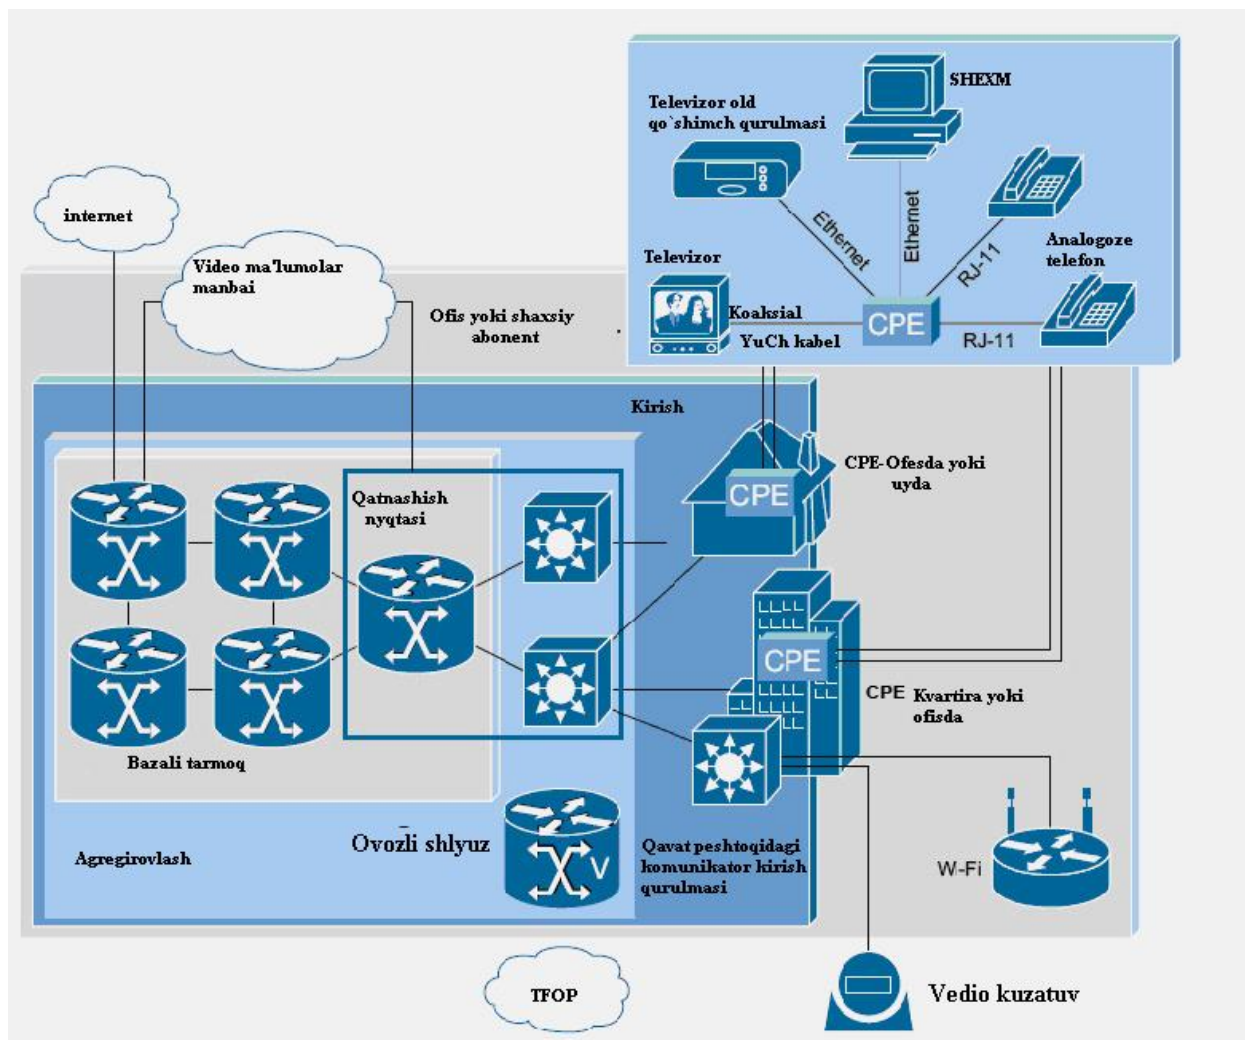 SHEXM
Televizor old
qo`shimch qurulmasi
Ethernet
Ethernet
RJ-11
Analogoze
telefon
Televizor
Koaksial
YuCh kabel
CPE
RJ-11
internet
Video ma'lumolar
manbai
Ofis yoki shaxsiy
abonent
Kirish
CPE-Ofesda yoki
uyda
CPE
Qatnashish
nyqtasi
CPE
CPE Kvartira yoki
ofisda
Bazali tarmoq
Ovozli shlyuz
V
Agregirovlash
Qavat peshtoqidagi
komunikator kirish
qurulmasi
Wi-Fi
TFOP
Vedio kuzatuv